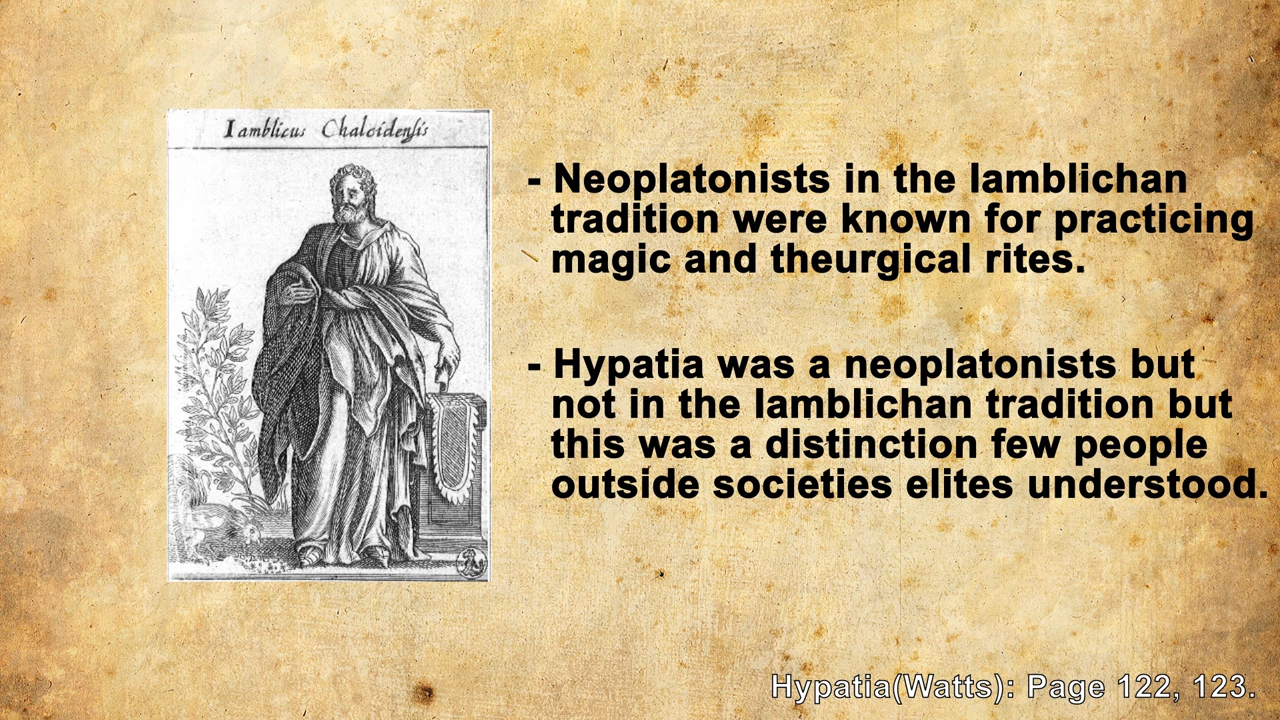 Iamblicus Chalcidensis
- Neoplatonists in the Iamblichan
tradition were known for practicing
magic and theurgical rites.
- Hypatia was a neoplatonists but
not in the Iamblichan tradition but
this was a distinction few people
outside societies elites understood.
Hypatia(Watts): Page 122, 123.